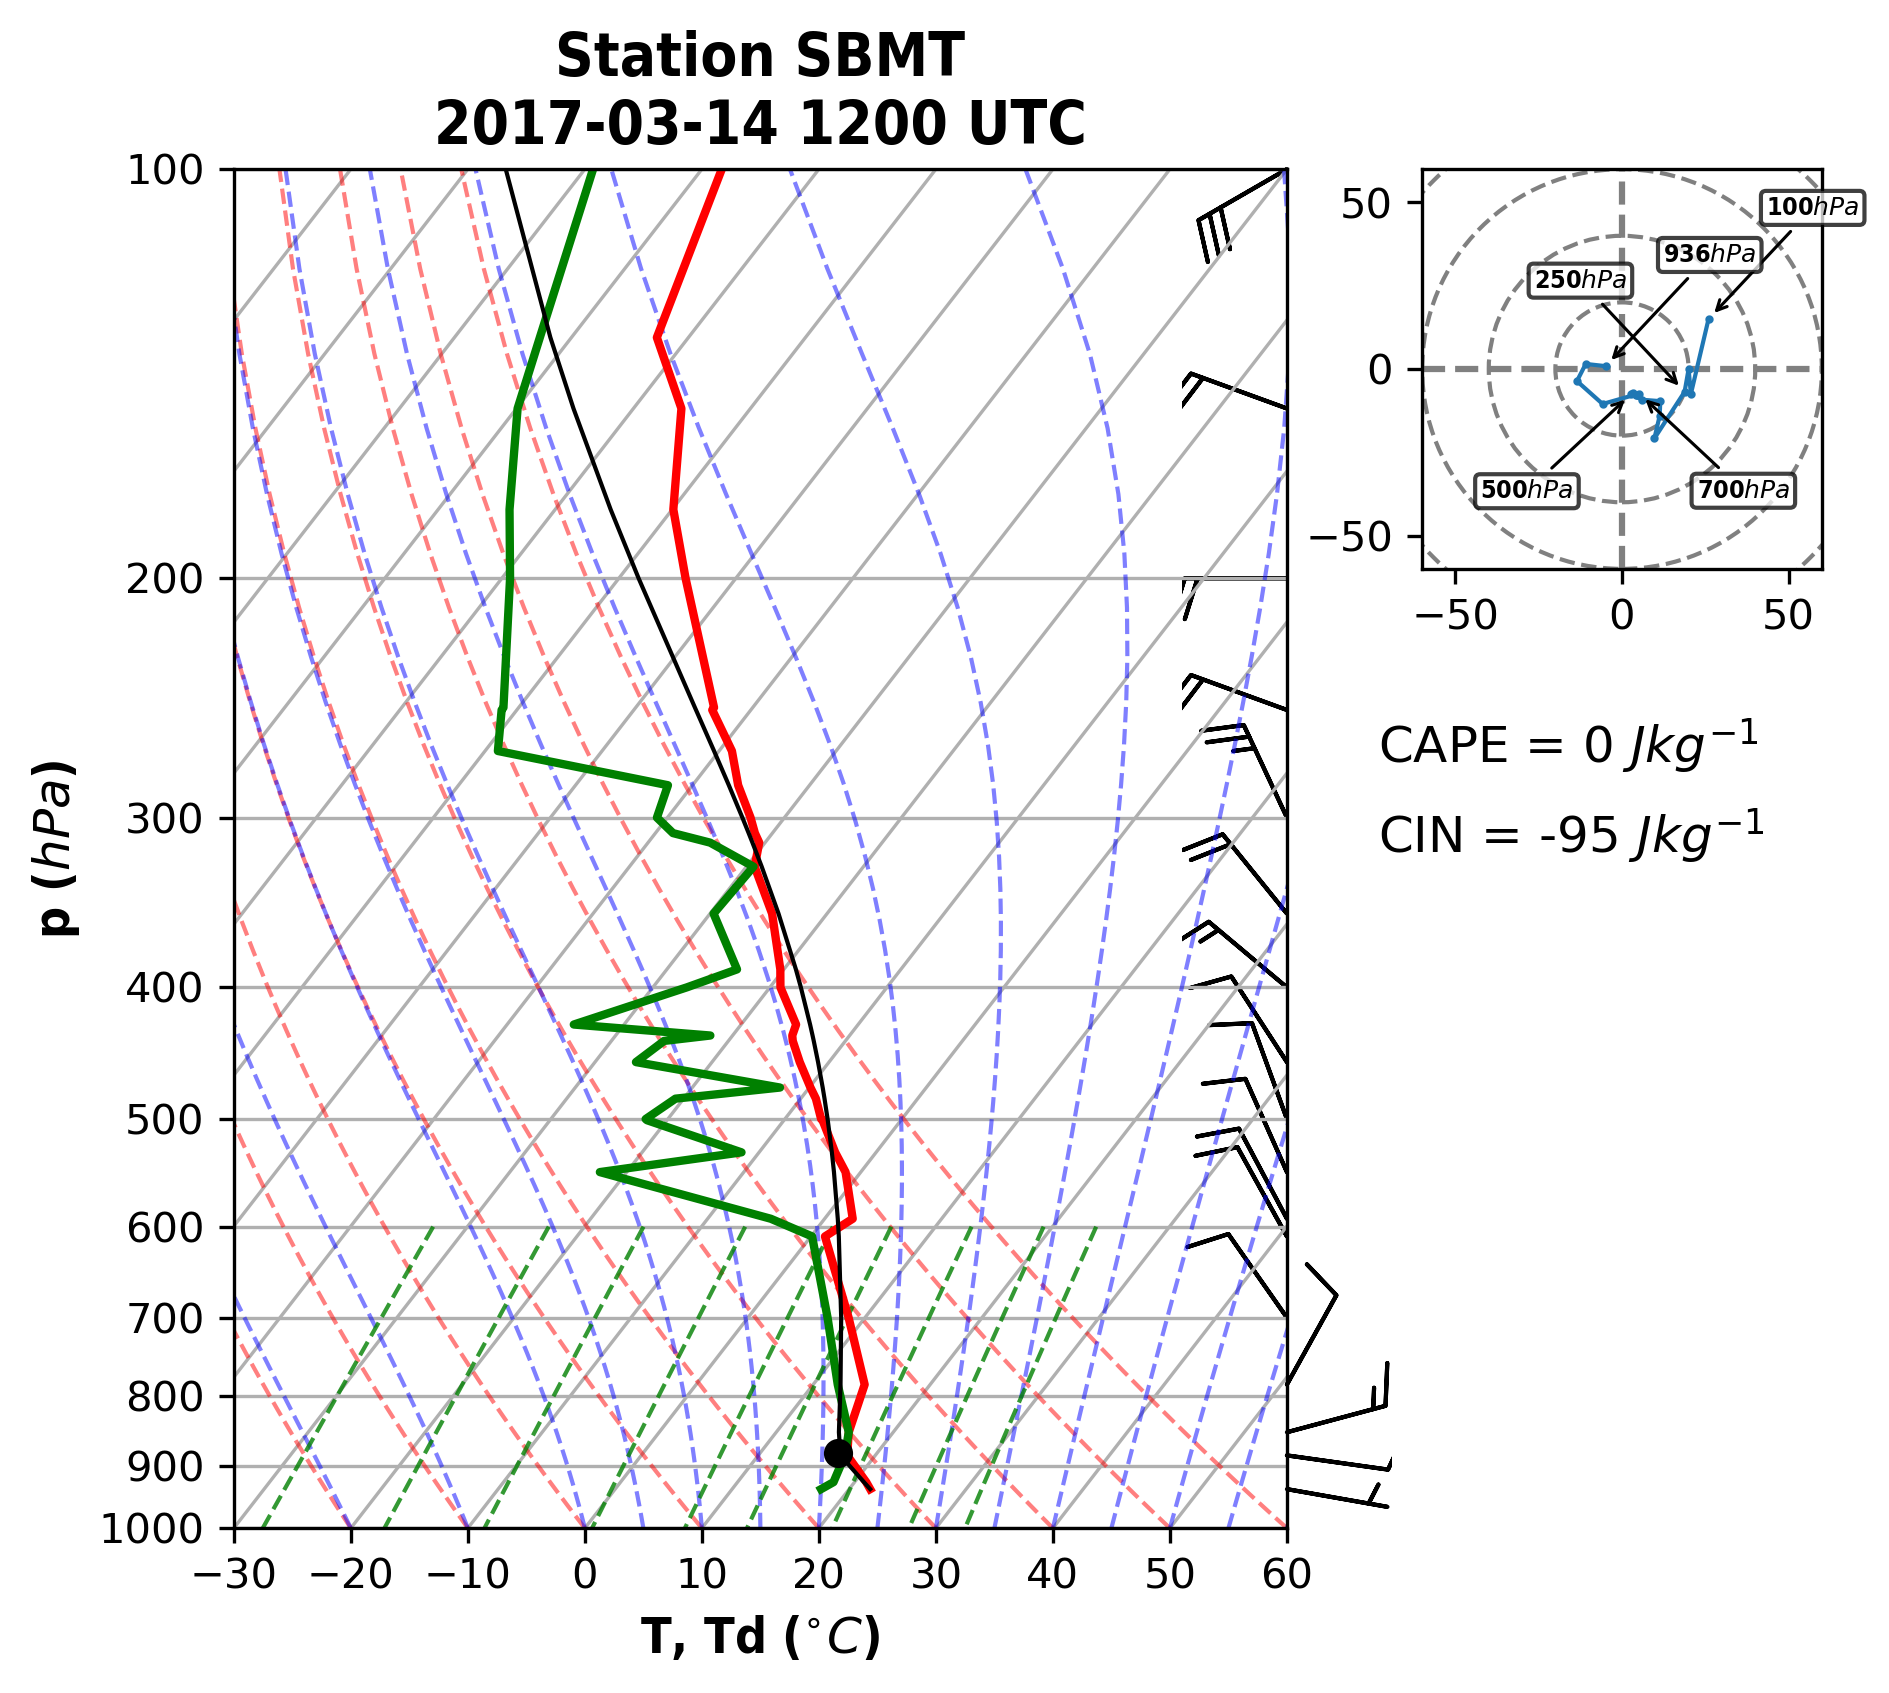 Station SBMT
2017-03-14 1200 UTC
100
200
300
400
500
600
700
800
900
1000
p (hPa)
−30 −20 −10 0 10 20 30 40 50 60
T, Td (°C)
50
0
−50
−50 0 50
100hPa
936hPa
250hPa
500hPa
700hPa
CAPE = 0 Jkg⁻¹
CIN = -95 Jkg⁻¹